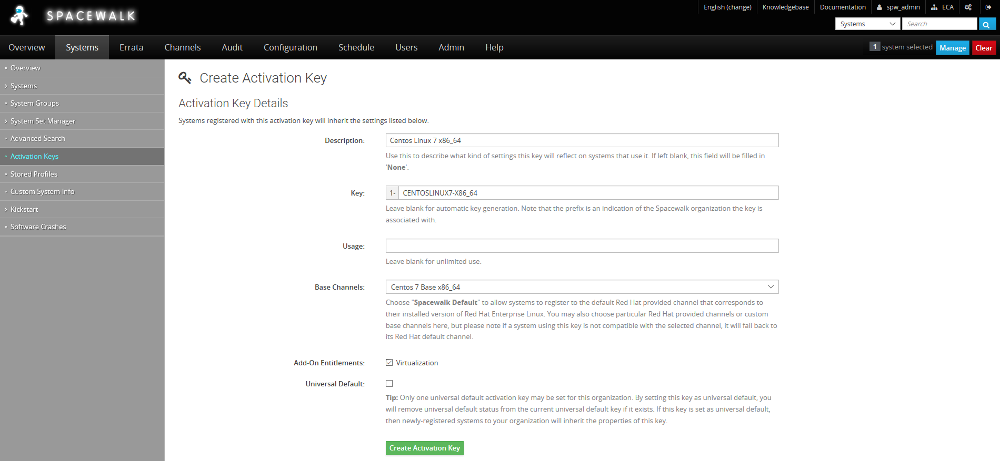 SPACEWALK
English (change) Knowledgebase Documentation spw_admin ECA
Systems Search
Overview Systems Errata Channels Audit Configuration Schedule Users Admin Help 1 system selected Manage Clear
Overview
Systems
System Groups
System Set Manager
Advanced Search
Activation Keys
Stored Profiles
Custom System Info
Kickstart
Software Crashes
Create Activation Key
Activation Key Details
Systems registered with this activation key will inherit the settings listed below.
Description: Centos Linux 7 x86_64
Use this to describe what kind of settings this key will reflect on systems that use it. If left blank, this field will be filled in
'None'.
Key: 1- CENTOSLINUX7-X86_64
Leave blank for automatic key generation. Note that the prefix is an indication of the Spacewalk organization the key is
associated with.
Usage:
Leave blank for unlimited use.
Base Channels: Centos 7 Base x86_64
Choose "Spacewalk Default" to allow systems to register to the default Red Hat provided channel that corresponds to
their installed version of Red Hat Enterprise Linux. You may also choose particular Red Hat provided channels or custom
base channels here, but please note if a system using this key is not compatible with the selected channel, it will fall back to
its Red Hat default channel.
Add-On Entitlements: Virtualization
Universal Default:
Tip: Only one universal default activation key may be set for this organization. By setting this key as universal default, you
will remove universal default status from the current universal default key if it exists. If this key is set as universal default,
then newly-registered systems to your organization will inherit the properties of this key.
Create Activation Key